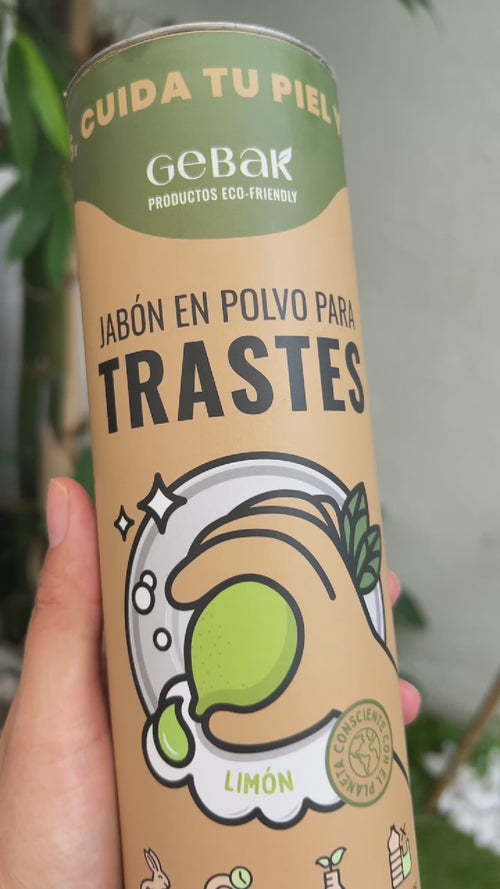 CUIDA TU PIEL Y
GEBAK
PRODUCTOS ECO-FRIENDLY
JABÓN EN POLVO PARA
TRASTES
LIMÓN
CONSCIENTE CON EL PLANETA